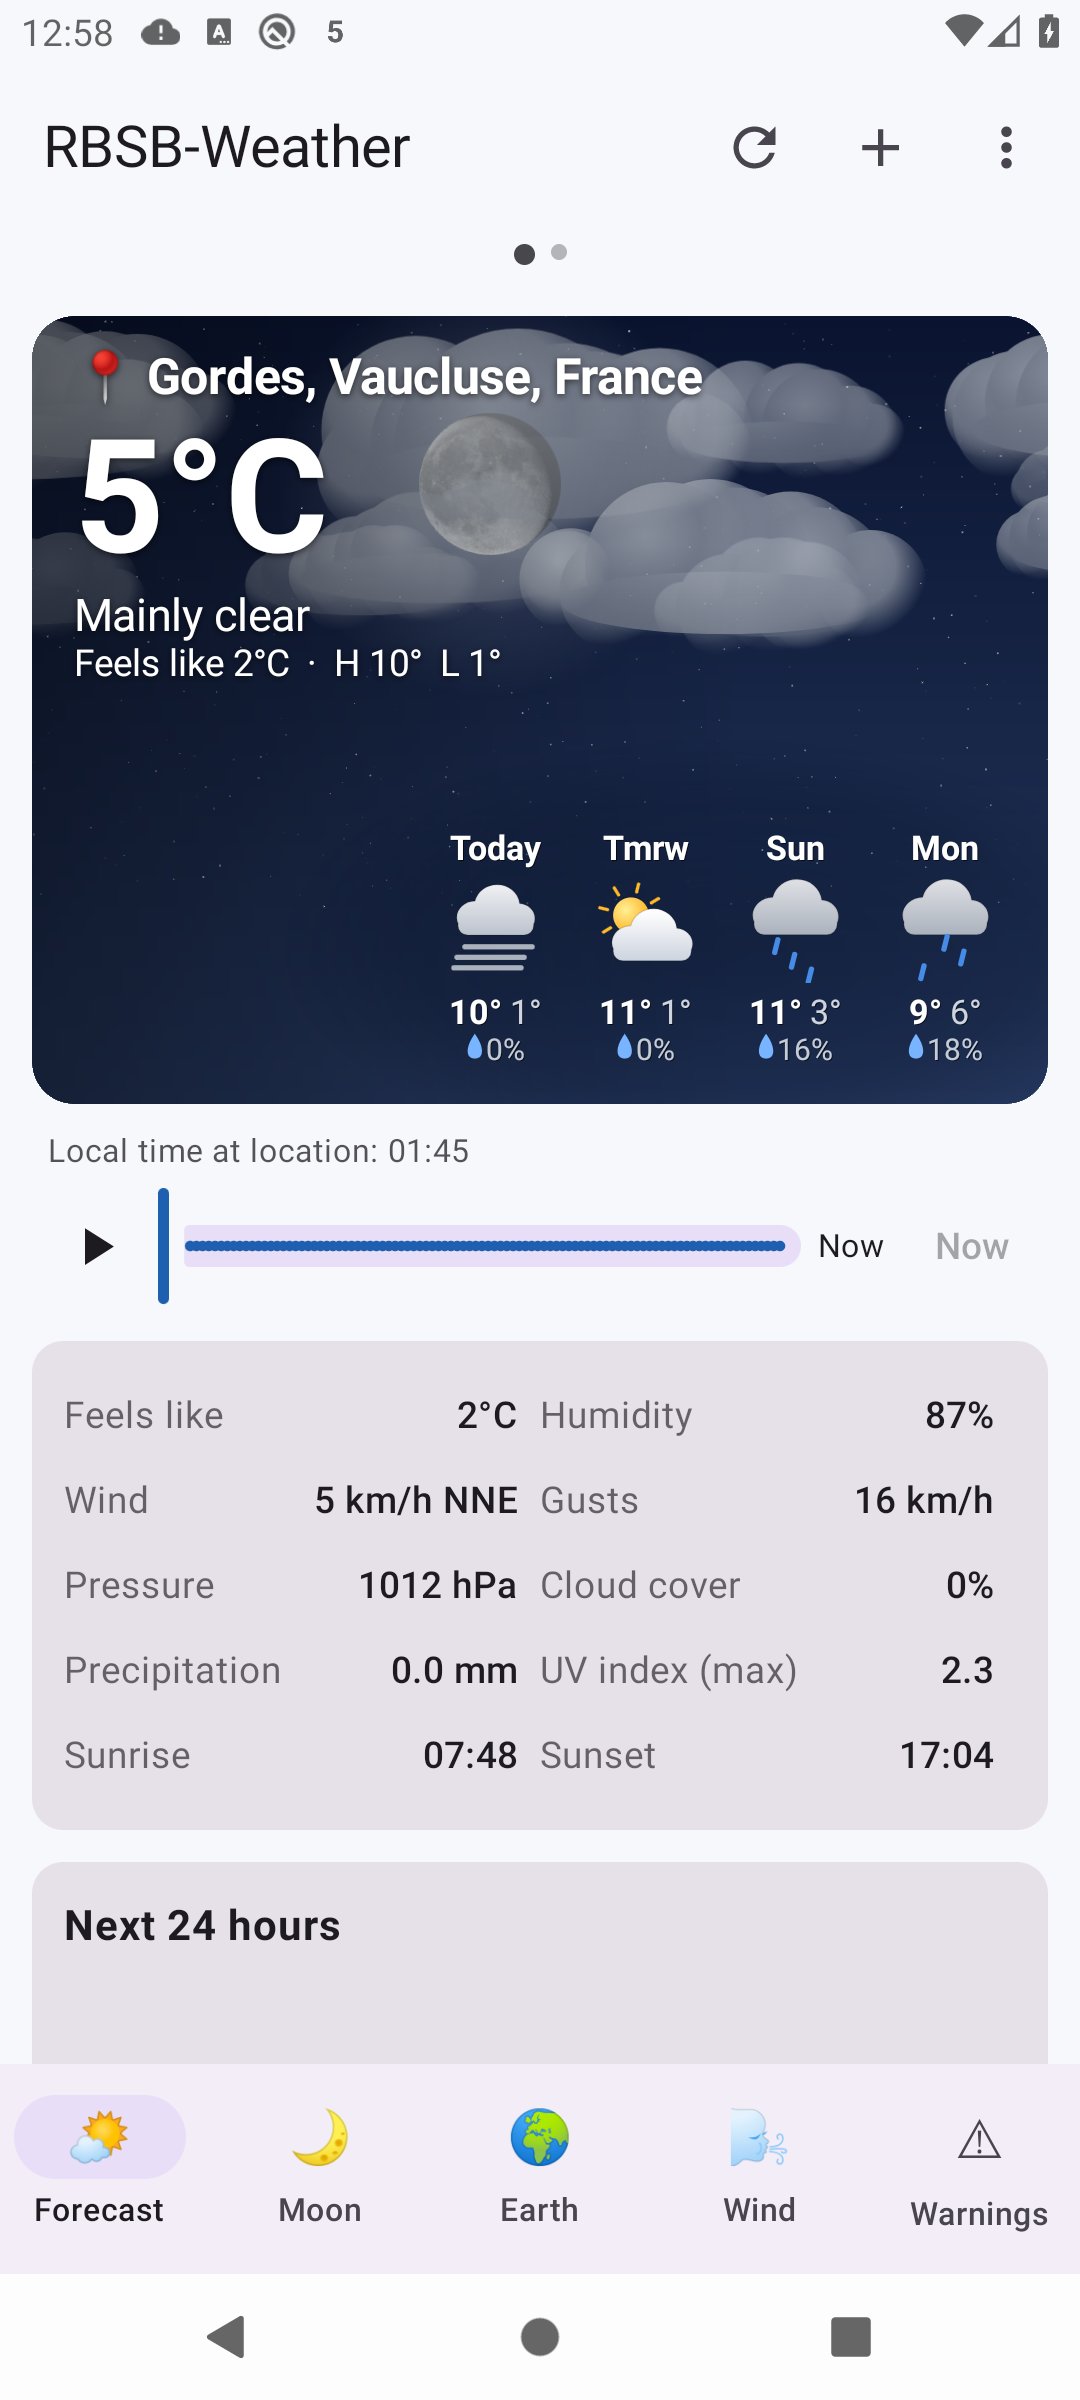 12:58 5
RBSB-Weather
Gordes, Vaucluse, France
5°C
Mainly clear
Feels like 2°C · H 10° L 1°
Today Tmrw Sun Mon
10° 1° 11° 1° 11° 3° 9° 6°
0% 0% 16% 18%
Local time at location: 01:45
Now Now
Feels like 2°C Humidity 87%
Wind 5 km/h NNE Gusts 16 km/h
Pressure 1012 hPa Cloud cover 0%
Precipitation 0.0 mm UV index (max) 2.3
Sunrise 07:48 Sunset 17:04
Next 24 hours
Forecast Moon Earth Wind Warnings